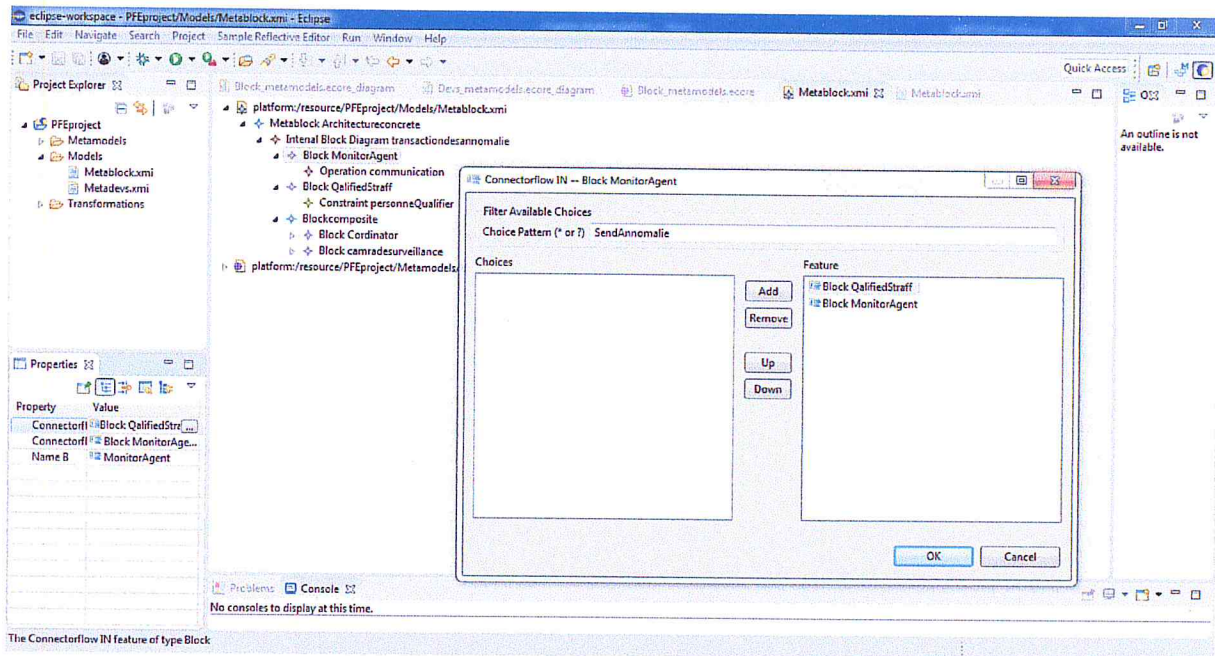 eclipse-workspace - PFEproject/Models/Metablock.xmi - Eclipse
File Edit Navigate Search Project Sample Reflective Editor Run Window Help
Quick Access
Project Explorer
PFEproject
Metamodels
Models
Metablock.xmi
Metadevs.xmi
Transformations
Block_metamodels.ecore_diagram
Devs_metamodels.ecore_diagram
Block_metamodels.ecore
Metablock.xmi
platform:/resource/PFEproject/Models/Metablock.xmi
Metablock Architectureconcrete
Intenal Block Diagram transactiondesannomalie
Block MonitorAgent
Operation communication
Block QalifiedStraff
Constraint personneQualifier
Blockcomposite
Block Cordinator
Block camradesurveillance
platform:/resource/PFEproject/Metamodels
An outline is not
available.
Connectorflow IN -- Block MonitorAgent
Filter Available Choices
Choice Pattern (* or ?) SendAnnomalie
Choices
Feature
Add
Remove
Up
Down
Block QalifiedStraff
Block MonitorAgent
OK Cancel
Properties
Property Value
Connectorfl Block QalifiedStra ...
Connectorfl Block MonitorAge...
Name B MonitorAgent
Problems Console
No consoles to display at this time.
The Connectorflow IN feature of type Block